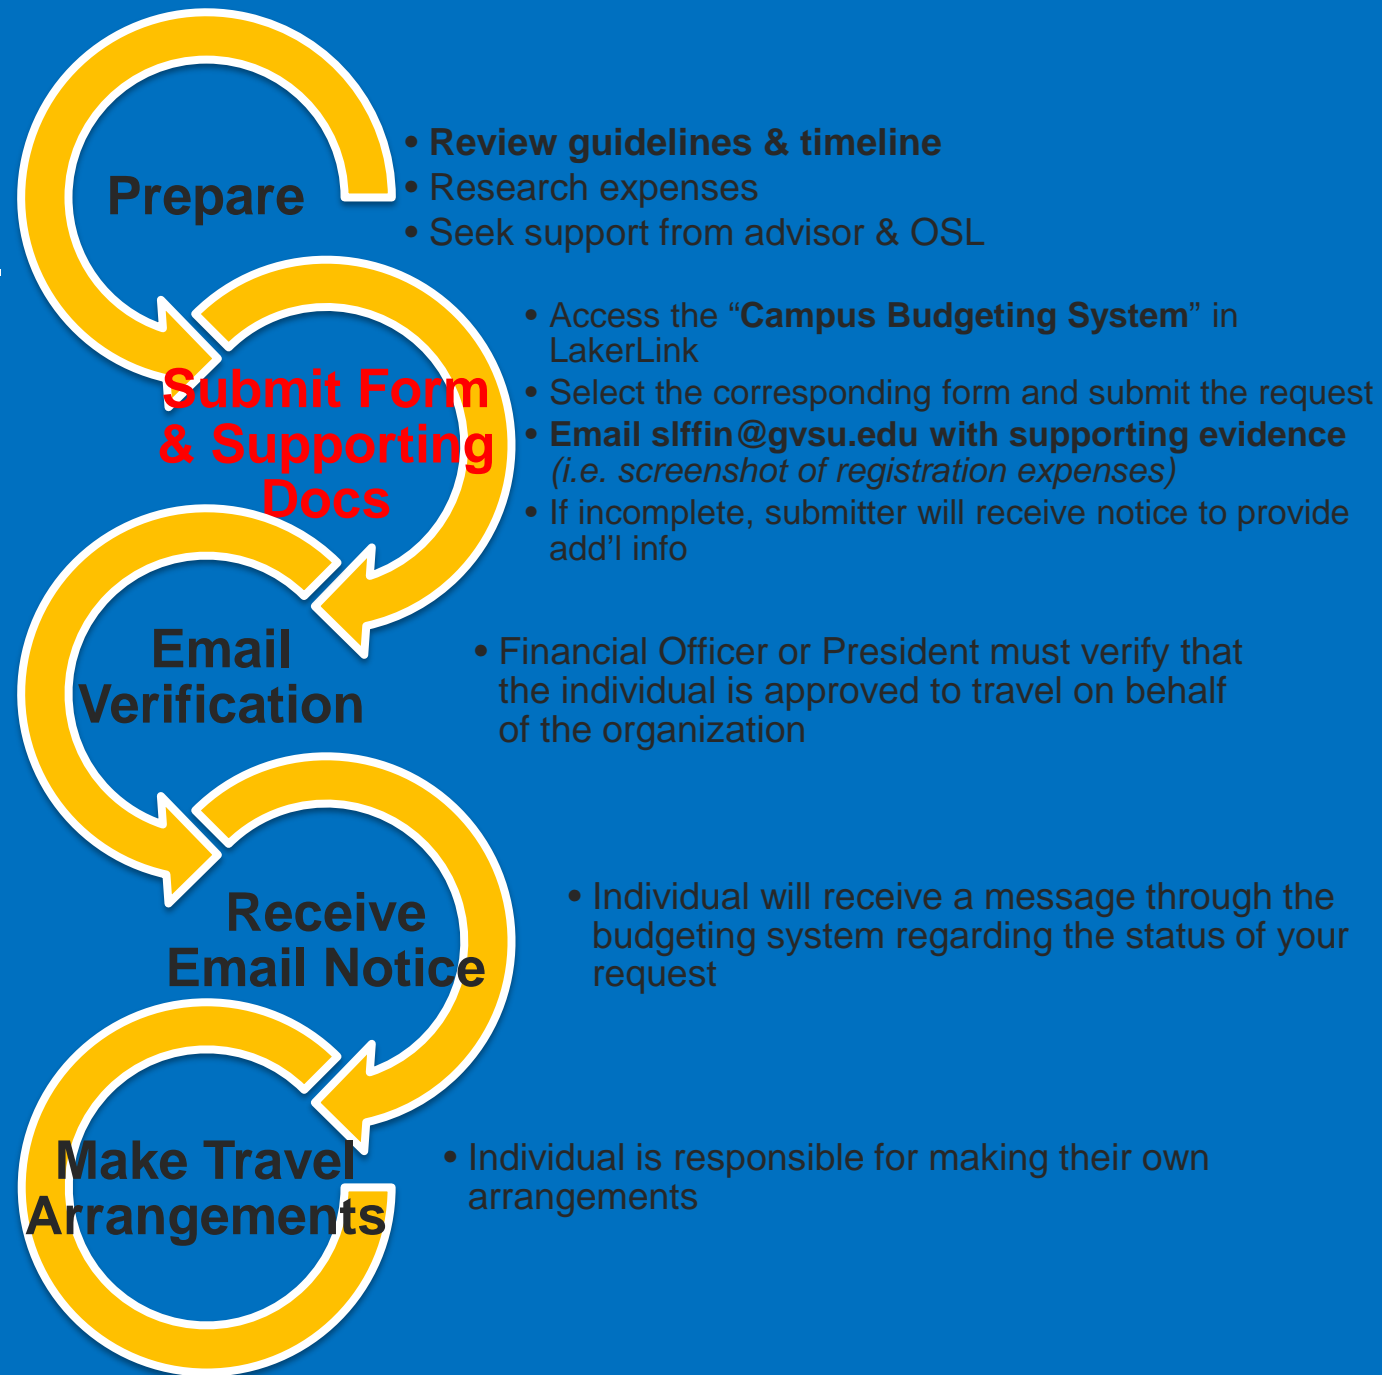 Prepare
• Review guidelines & timeline
• Research expenses
• Seek support from advisor & OSL
Submit Form
& Supporting
Docs
• Access the “Campus Budgeting System” in
LakerLink
• Select the corresponding form and submit the request
• Email slffin@gvsu.edu with supporting evidence
(i.e. screenshot of registration expenses)
• If incomplete, submitter will receive notice to provide
add’l info
Email
Verification
• Financial Officer or President must verify that
the individual is approved to travel on behalf
of the organization
Receive
Email Notice
• Individual will receive a message through the
budgeting system regarding the status of your
request
Make Travel
Arrangements
• Individual is responsible for making their own
arrangements